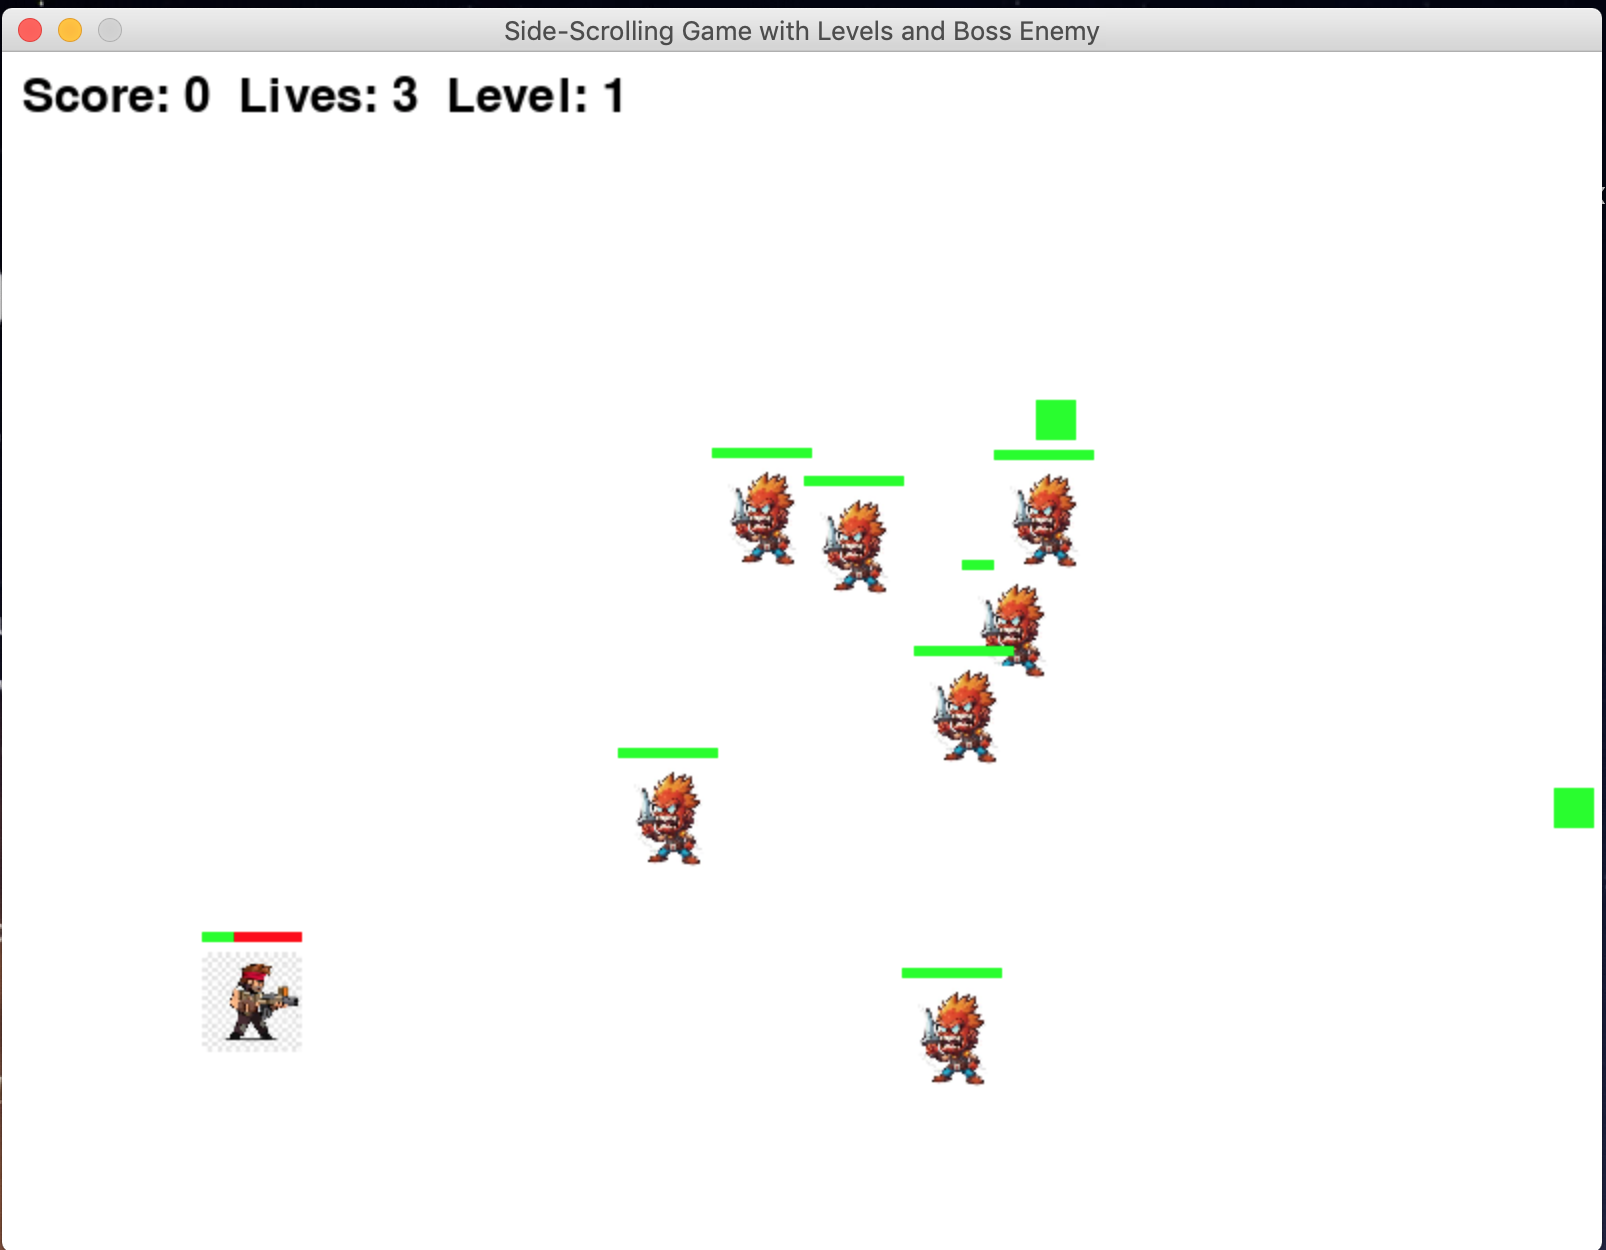 Side-Scrolling Game with Levels and Boss Enemy
Score: 0 Lives: 3 Level: 1